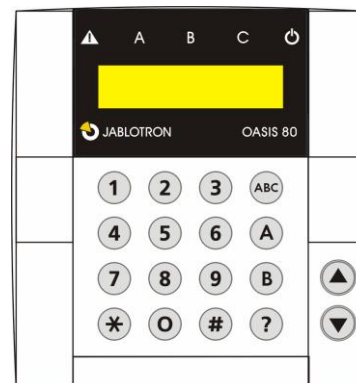 A B C
JABLOTRON OASIS 80
1 2 3 ABC
4 5 6 A
7 8 9 B
* 0 # ?